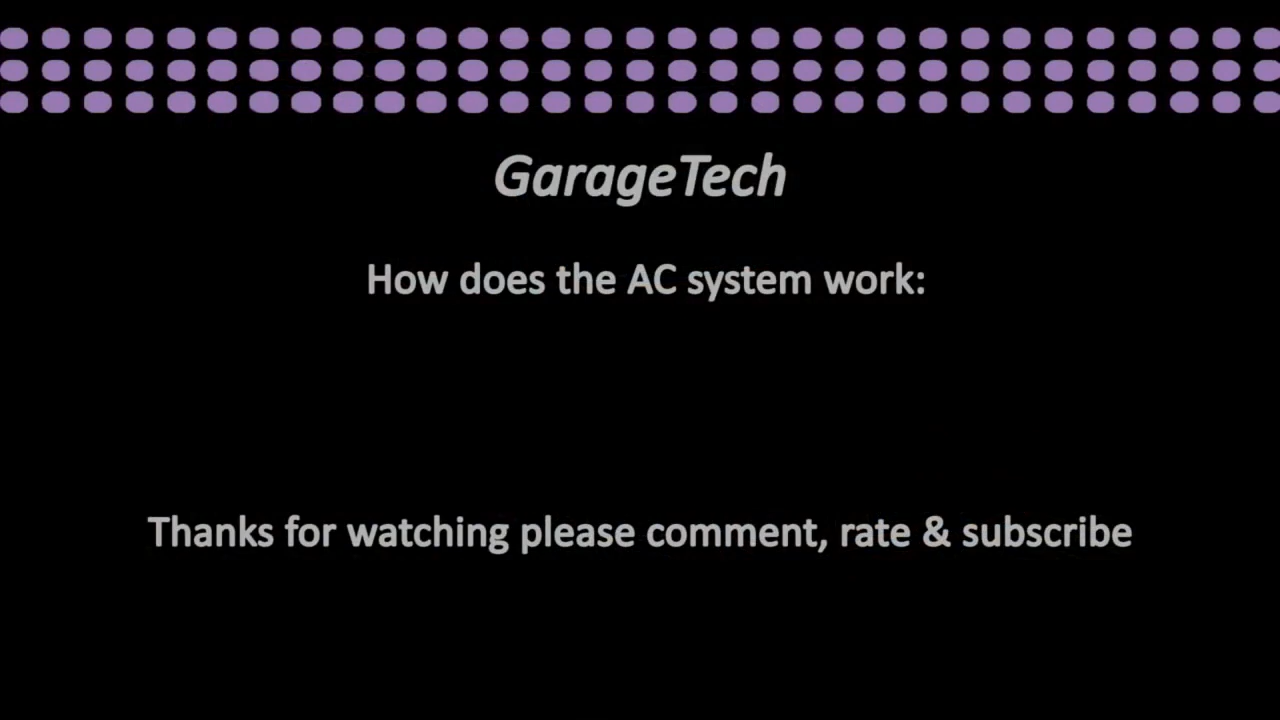 GarageTech
How does the AC system work:
Thanks for watching please comment, rate & subscribe